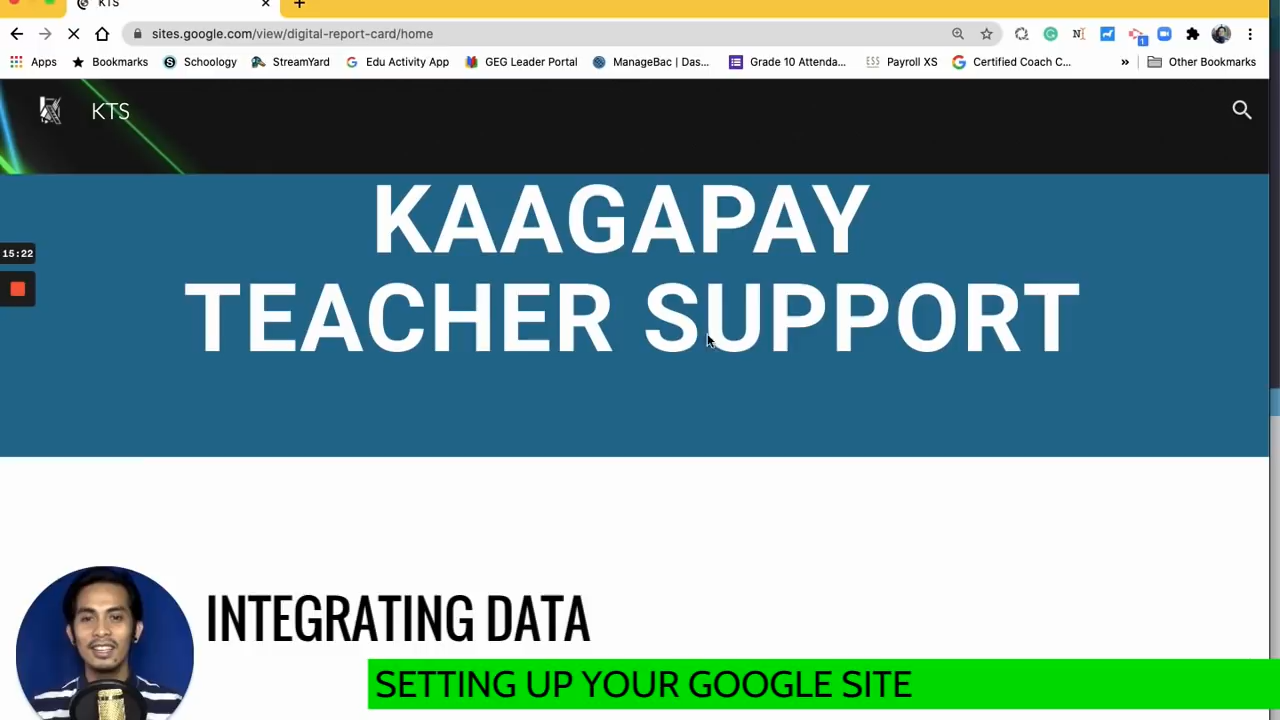 KTS
sites.google.com/view/digital-report-card/home
Apps
Bookmarks
Schoology
StreamYard
Edu Activity App
GEG Leader Portal
ManageBac | Das...
Grade 10 Attenda...
ESS
Payroll XS
Certified Coach C...
»
Other Bookmarks
1
KTS
KAAGAPAY
TEACHER SUPPORT
15:22
INTEGRATING DATA
SETTING UP YOUR GOOGLE SITE